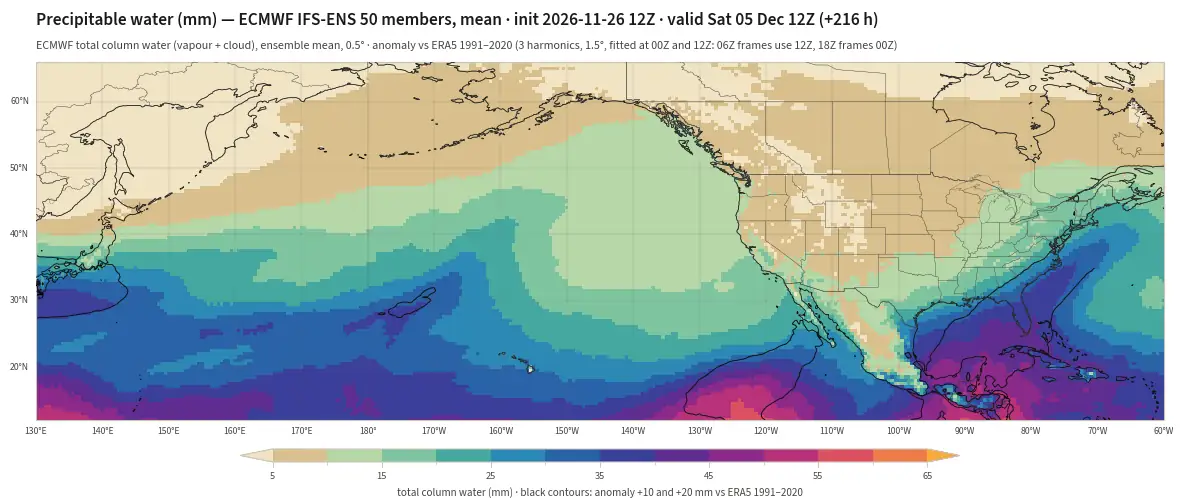 Precipitable water (mm) — ECMWF IFS-ENS 50 members, mean · init 2026-11-26 12Z · valid Sat 05 Dec 12Z (+216 h)
ECMWF total column water (vapour + cloud), ensemble mean, 0.5° · anomaly vs ERA5 1991–2020 (3 harmonics, 1.5°, fitted at 00Z and 12Z: 06Z frames use 12Z, 18Z frames 00Z)
60°N
50°N
40°N
30°N
20°N
130°E 140°E 150°E 160°E 170°E 180° 170°W 160°W 150°W 140°W 130°W 120°W 110°W 100°W 90°W 80°W 70°W 60°W
5 15 25 35 45 55 65
total column water (mm) · black contours: anomaly +10 and +20 mm vs ERA5 1991–2020